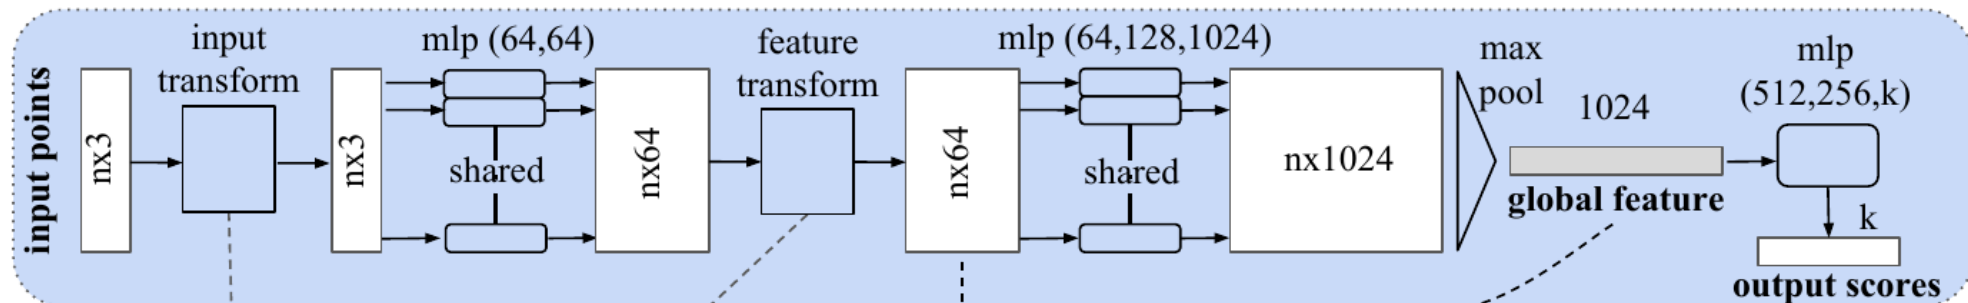 input points
nx3
input
transform
nx3
mlp (64,64)
shared
nx64
feature
transform
nx64
mlp (64,128,1024)
shared
nx1024
max
pool
1024
global feature
mlp
(512,256,k)
k
output scores